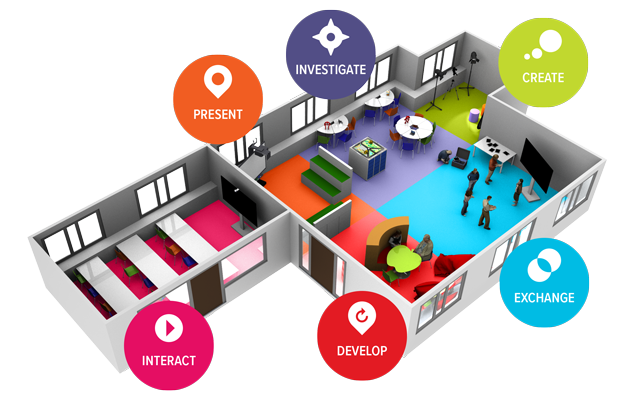 INVESTIGATE
CREATE
PRESENT
EXCHANGE
DEVELOP
INTERACT